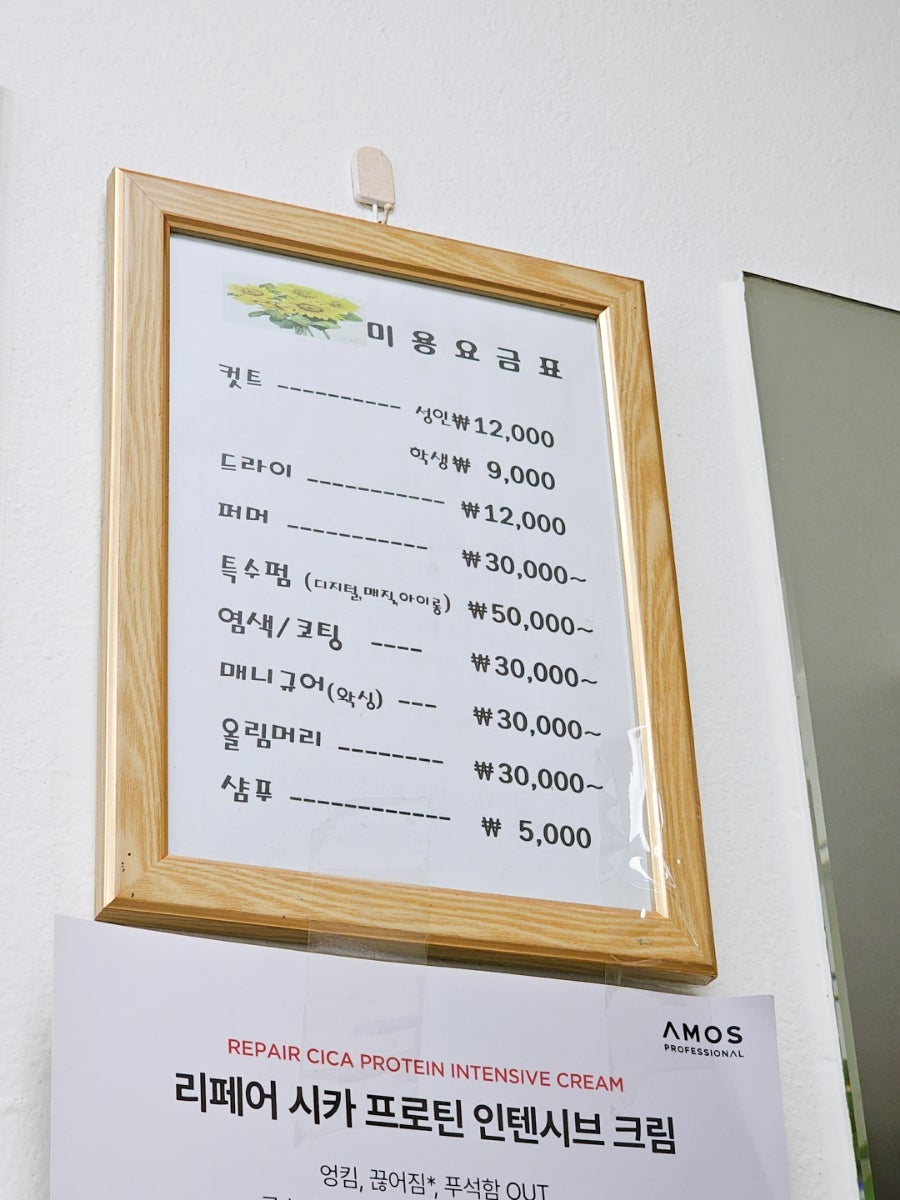 미용요금표
컷트 ----------- 성인₩12,000
학생₩ 9,000
드라이 ------------ ₩12,000
퍼머 ------------ ₩30,000~
특수펌 (디지털,매직,아이롱) ₩50,000~
염색/코팅 ---- ₩30,000~
매니큐어(왁싱) --- ₩30,000~
올림머리 --------- ₩30,000~
샴푸 -------------- ₩ 5,000
AMOS
PROFESSIONAL
REPAIR CICA PROTEIN INTENSIVE CREAM
리페어 시카 프로틴 인텐시브 크림
엉킴, 끊어짐*, 푸석함 OUT